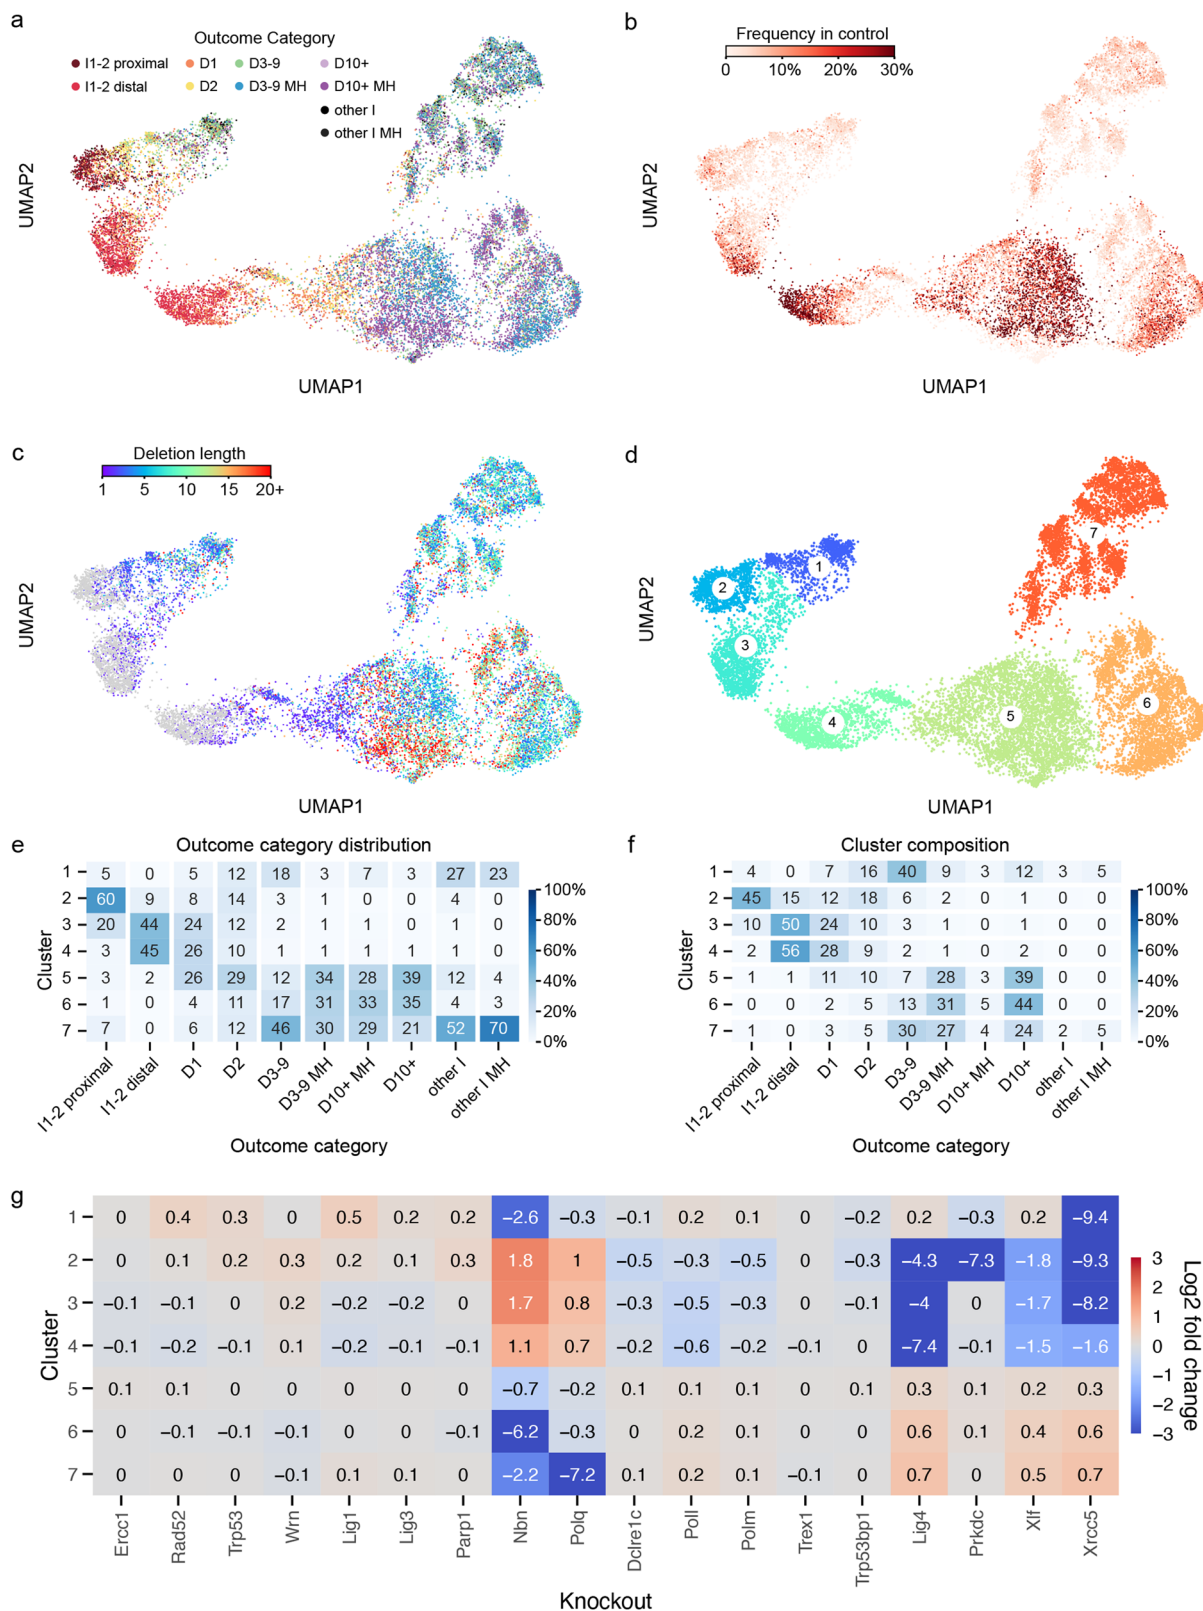 a
Outcome Category
I1-2 proximal D1 D3-9 D10+
I1-2 distal D2 D3-9 MH D10+ MH
other I
other I MH
UMAP2
UMAP1
b
Frequency in control
0 10% 20% 30%
UMAP2
UMAP1
c
Deletion length
1 5 10 15 20+
UMAP2
UMAP1
d
1
2
3
4
5
6
7
UMAP2
UMAP1
e
Outcome category distribution
1 5 0 5 12 18 3 7 3 27 23
2 60 9 8 14 3 1 0 0 4 0
3 20 44 24 12 2 1 1 0 1 0
4 3 45 26 10 1 1 1 1 1 0
5 3 2 26 29 12 34 28 39 12 4
6 1 0 4 11 17 31 33 35 4 3
7 7 0 6 12 46 30 29 21 52 70
Cluster
I1-2 proximal I1-2 distal D1 D2 D3-9 D3-9 MH D10+ MH D10+ other I other I MH
Outcome category
100%
80%
60%
40%
20%
0%
f
Cluster composition
1 4 0 7 16 40 9 3 12 3 5
2 45 15 12 18 6 2 0 1 0 0
3 10 50 24 10 3 1 0 1 0 0
4 2 56 28 9 2 1 0 2 0 0
5 1 1 11 10 7 28 3 39 0 0
6 0 0 2 5 13 31 5 44 0 0
7 1 0 3 5 30 27 4 24 2 5
Cluster
I1-2 proximal I1-2 distal D1 D2 D3-9 D3-9 MH D10+ MH D10+ other I other I MH
Outcome category
100%
80%
60%
40%
20%
0%
g
1 0 0.4 0.3 0 0.5 0.2 0.2 −2.6 −0.3 −0.1 0.2 0.1 0 −0.2 0.2 −0.3 0.2 −9.4
2 0 0.1 0.2 0.3 0.2 0.1 0.3 1.8 1 −0.5 −0.3 −0.5 0 −0.3 −4.3 −7.3 −1.8 −9.3
3 −0.1 −0.1 0 0.2 −0.2 −0.2 0 1.7 0.8 −0.3 −0.5 −0.3 0 −0.1 −4 0 −1.7 −8.2
4 −0.1 −0.2 −0.1 0.1 −0.2 −0.1 −0.1 1.1 0.7 −0.2 −0.6 −0.2 −0.1 0 −7.4 −0.1 −1.5 −1.6
5 0.1 0.1 0 0 0 0 0 −0.7 −0.2 0.1 0.1 0.1 0 0.1 0.3 0.1 0.2 0.3
6 0 −0.1 −0.1 −0.1 0 0 −0.1 −6.2 −0.3 0 0.2 0.1 0 0 0.6 0.1 0.4 0.6
7 0 0 0 −0.1 0.1 0.1 0 −2.2 −7.2 0.1 0.2 0.1 −0.1 0 0.7 0 0.5 0.7
Cluster
Ercc1 Rad52 Trp53 Wrn Lig1 Lig3 Parp1 Nbn Polq Dclre1c Poll Polm Trex1 Trp53bp1 Lig4 Prkdc Xlf Xrcc5
Knockout
3
2
1
0
−1
−2
−3
Log2 fold change